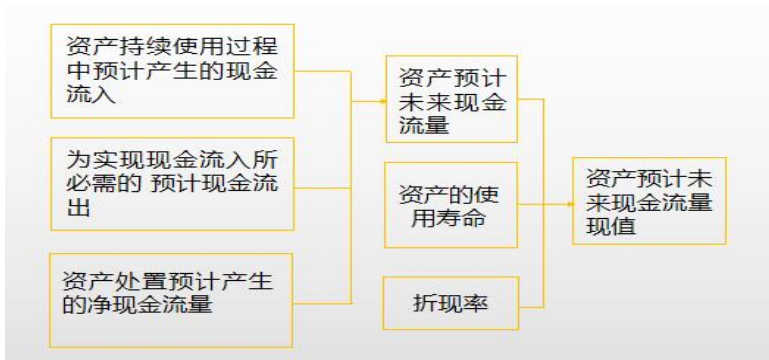 资产持续使用过程
中预计产生的现金
流入
为实现现金流入所
必需的 预计现金流
出
资产处置预计产生
的净现金流量
资产预计
未来现金
流量
资产的使
用寿命
折现率
资产预计未
来现金流量
现值